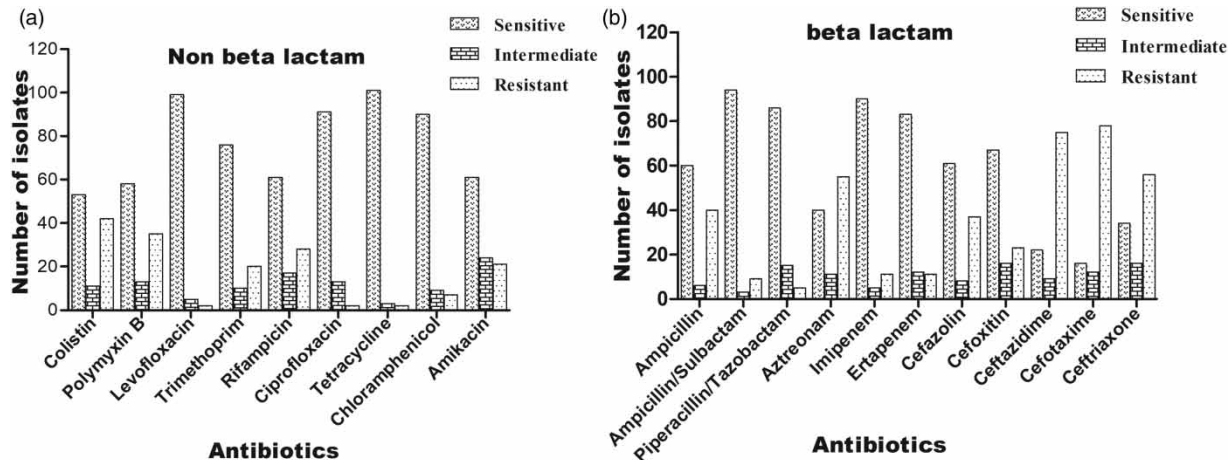 (a)
Non beta lactam
Sensitive
Intermediate
Resistant
Number of isolates
120
100
80
60
40
20
0
Colistin
Polymyxin B
Levofloxacin
Trimethoprim
Rifampicin
Ciprofloxacin
Tetracycline
Chloramphenicol
Amikacin
Antibiotics
(b)
beta lactam
Sensitive
Intermediate
Resistant
Number of isolates
120
100
80
60
40
20
0
Ampicillin
Ampicillin/Sulbactam
Piperacillin/Tazobactam
Aztreonam
Imipenem
Ertapenem
Cefazolin
Cefoxitin
Ceftazidime
Cefotaxime
Ceftriaxone
Antibiotics